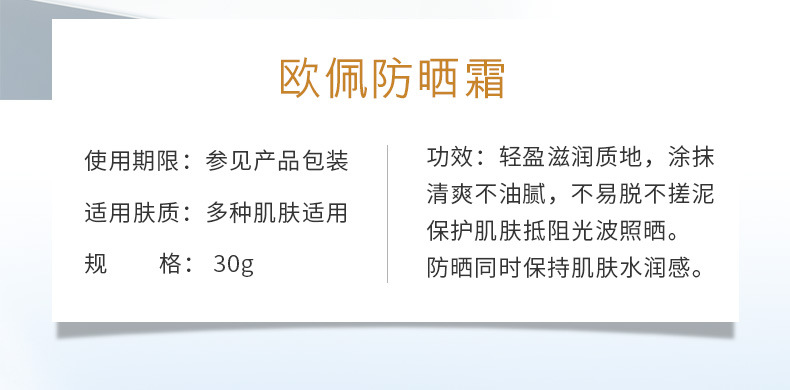 欧佩防晒霜
使用期限：参见产品包装
适用肤质：多种肌肤适用
规 格： 30g
功效：轻盈滋润质地，涂抹
清爽不油腻，不易脱不搓泥
保护肌肤抵阻光波照晒。
防晒同时保持肌肤水润感。